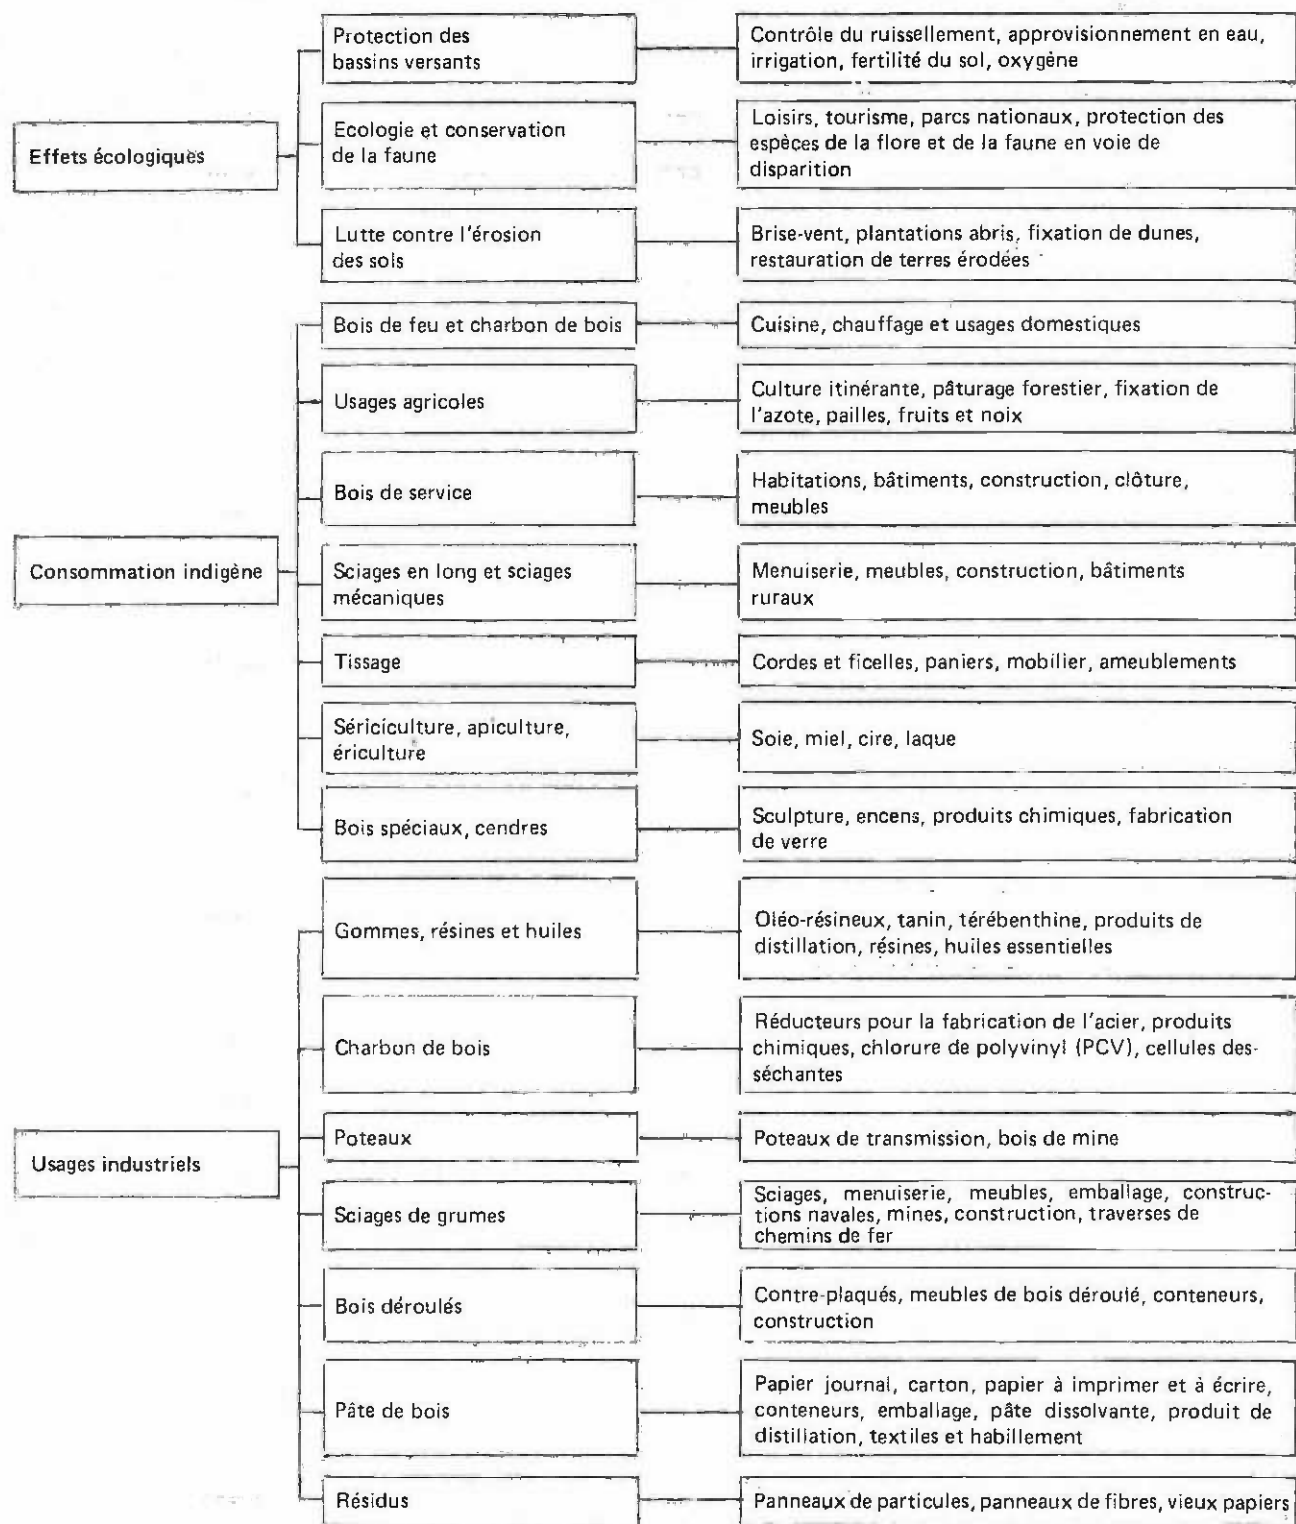 Protection des
bassins versants
Contrôle du ruissellement, approvisionnement en eau,
irrigation, fertilité du sol, oxygène
Effets écologiques
Ecologie et conservation
de la faune
Loisirs, tourisme, parcs nationaux, protection des
espèces de la flore et de la faune en voie de
disparition
Lutte contre l'érosion
des sols
Brise-vent, plantations abris, fixation de dunes,
restauration de terres érodées
Bois de feu et charbon de bois
Cuisine, chauffage et usages domestiques
Usages agricoles
Culture itinérante, pâturage forestier, fixation de
l'azote, pailles, fruits et noix
Bois de service
Habitations, bâtiments, construction, clôture,
meubles
Consommation indigène
Sciages en long et sciages
mécaniques
Menuiserie, meubles, construction, bâtiments
ruraux
Tissage
Cordes et ficelles, paniers, mobilier, ameublements
Sériciculture, apiculture,
ériculture
Soie, miel, cire, laque
Bois spéciaux, cendres
Sculpture, encens, produits chimiques, fabrication
de verre
Gommes, résines et huiles
Oléo-résineux, tanin, térébenthine, produits de
distillation, résines, huiles essentielles
Charbon de bois
Réducteurs pour la fabrication de l'acier, produits
chimiques, chlorure de polyvinyl (PCV), cellules des-
séchantes
Usages industriels
Poteaux
Poteaux de transmission, bois de mine
Sciages de grumes
Sciages, menuiserie, meubles, emballage, construc-
tions navales, mines, construction, traverses de
chemins de fer
Bois déroulés
Contre-plaqués, meubles de bois déroulé, conteneurs,
construction
Pâte de bois
Papier journal, carton, papier à imprimer et à écrire,
conteneurs, emballage, pâte dissolvante, produit de
distillation, textiles et habillement
Résidus
Panneaux de particules, panneaux de fibres, vieux papiers